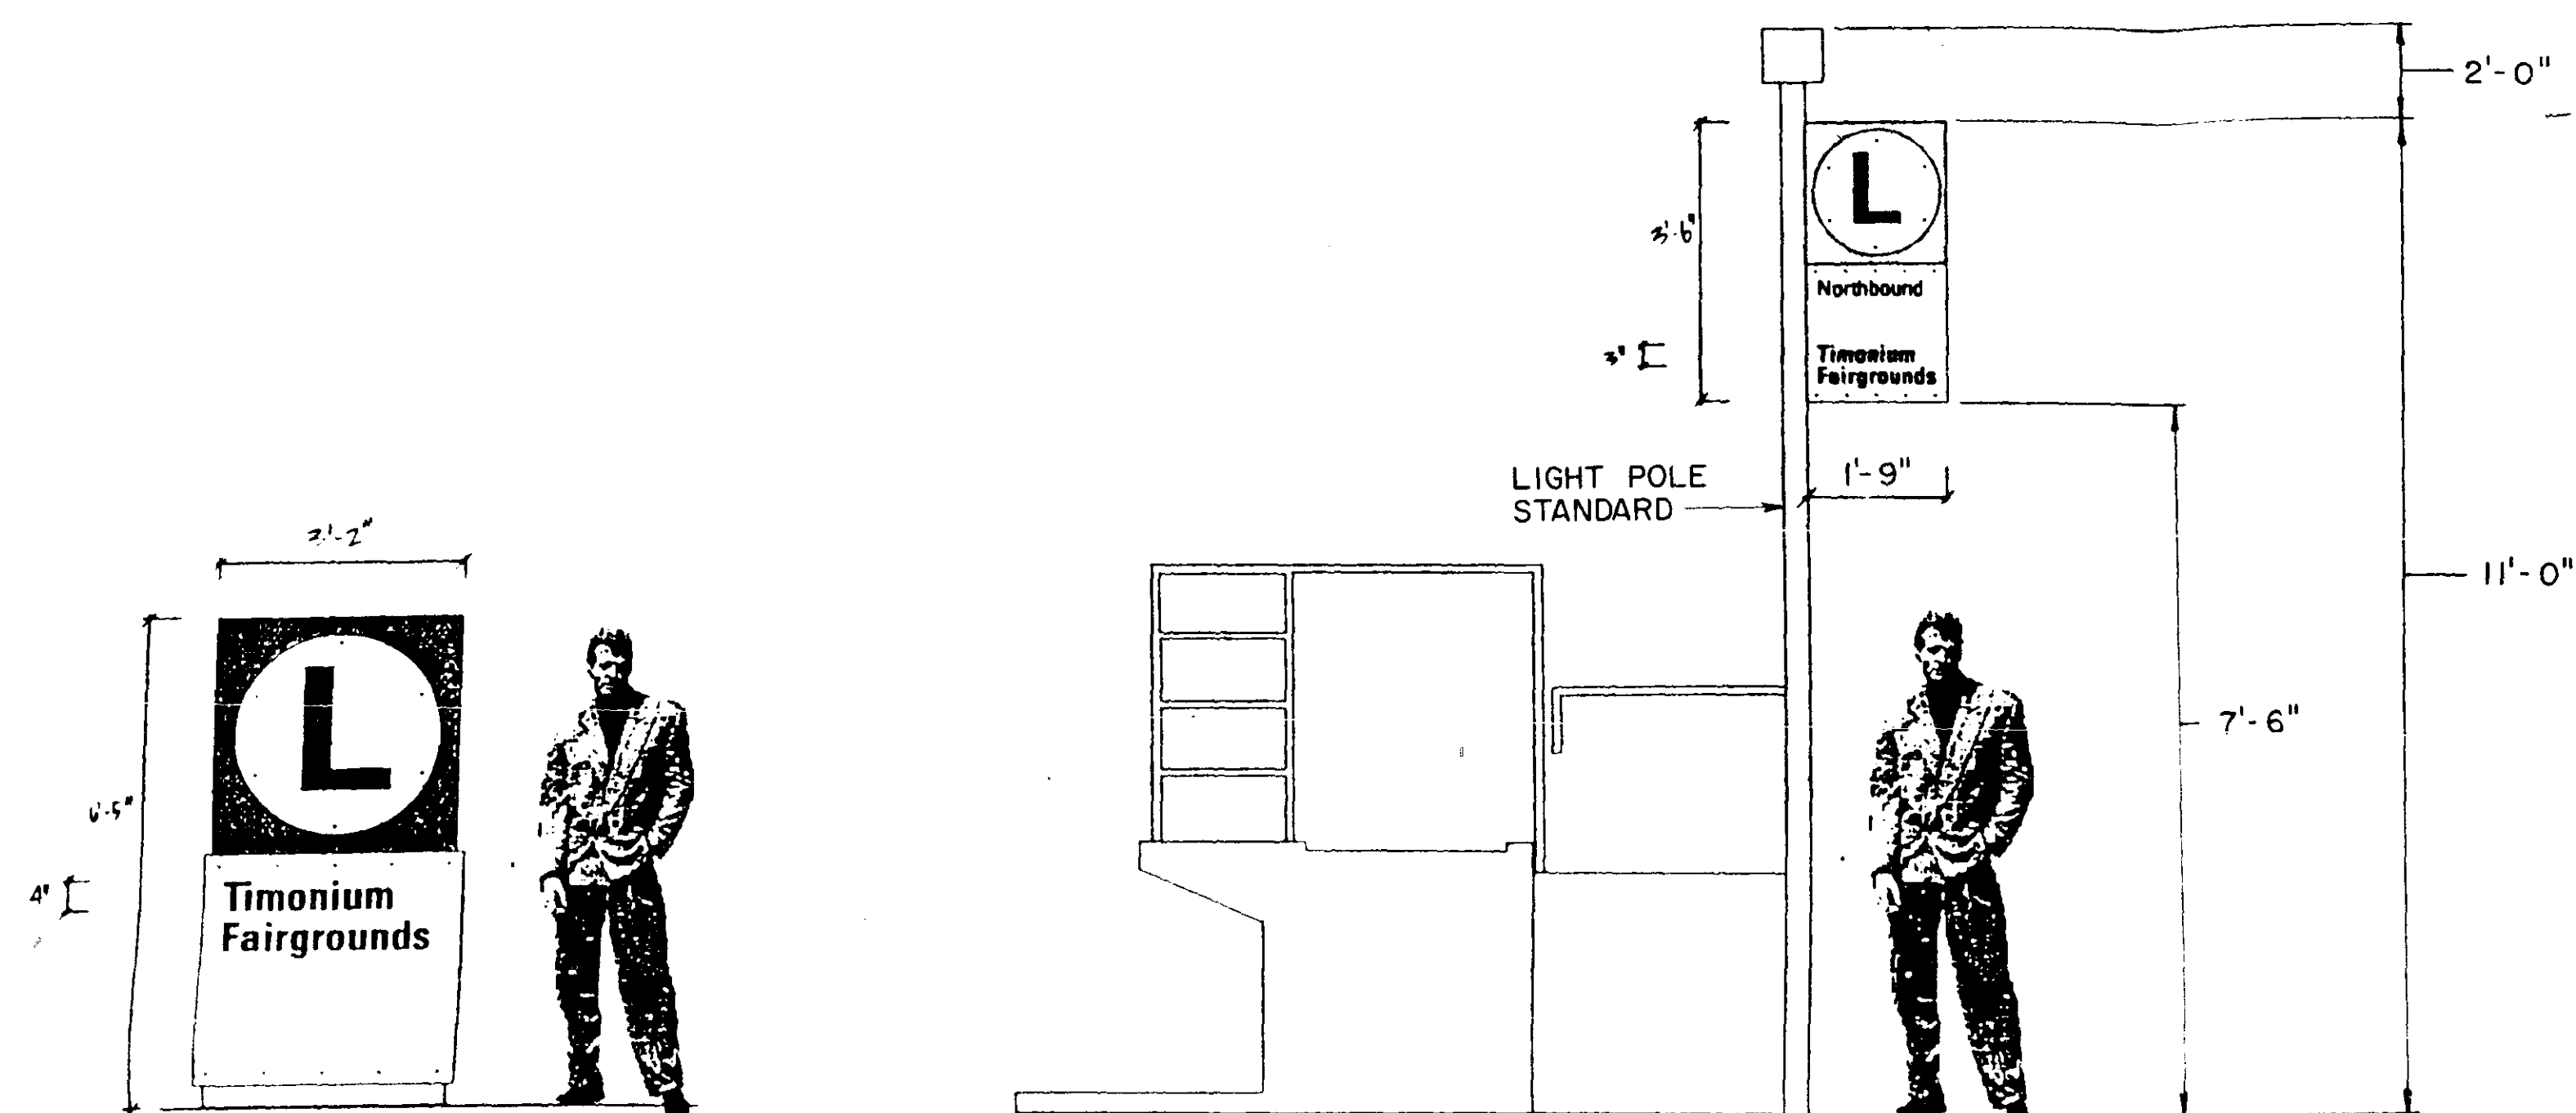 3'-2"
6'-5"
L
4"
Timonium
Fairgrounds
2'-0"
3'-6"
L
Northbound
3"
Timonium
Fairgrounds
LIGHT POLE
STANDARD
1'-9"
11'-0"
7'-6"